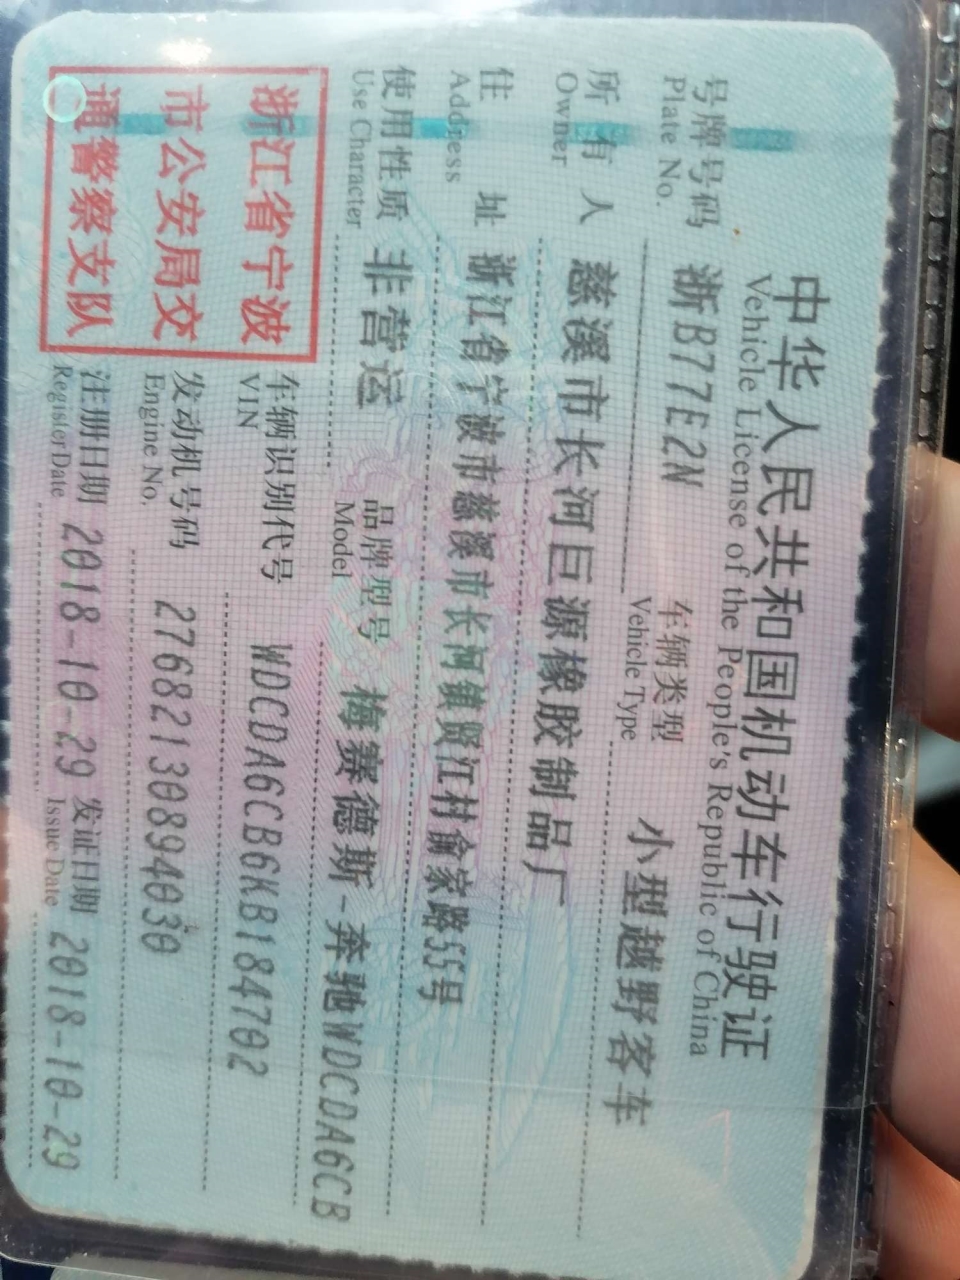 中华人民共和国机动车行驶证
Vehicle License of the People's Republic of China
号牌号码 浙B77E2N 车辆类型 小型越野客车
Plate No. Vehicle Type
所有人 慈溪市长河巨源橡胶制品厂
Owner
住址 浙江省宁波市慈溪市长河镇贤江村俞家路55号
Address
使用性质 非营运 品牌型号 梅赛德斯-奔驰WDCDA6CB
Use Character Model
浙江省宁波
市公安局交
通警察支队
车辆识别代号 WDCDA6CB6KB184702
VIN
发动机号码 27682130894030
Engine No.
注册日期 2018-10-29 发证日期 2018-10-29
Register Date Issue Date